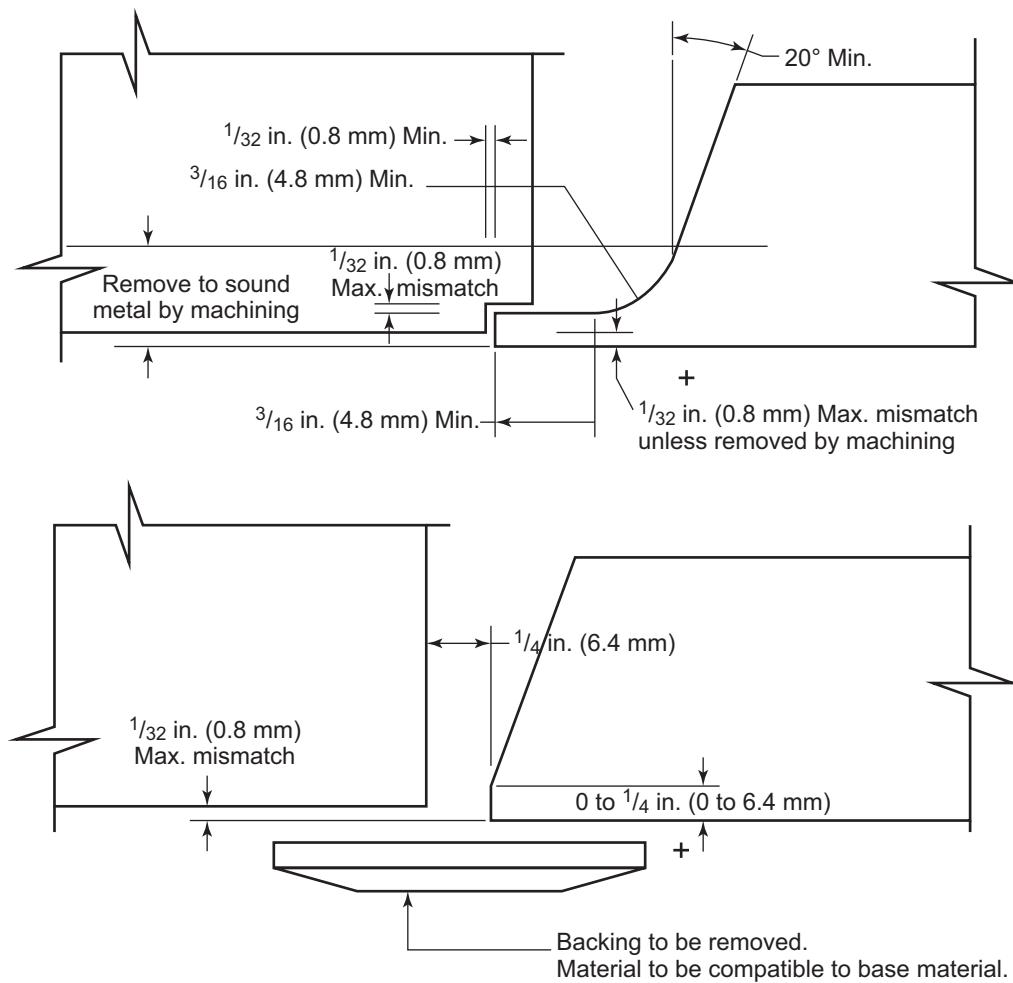 20° Min.
1/32 in. (0.8 mm) Min.
3/16 in. (4.8 mm) Min.
1/32 in. (0.8 mm)
Max. mismatch
Remove to sound
metal by machining
+
3/16 in. (4.8 mm) Min.
1/32 in. (0.8 mm) Max. mismatch
unless removed by machining
1/4 in. (6.4 mm)
1/32 in. (0.8 mm)
Max. mismatch
0 to 1/4 in. (0 to 6.4 mm)
+
Backing to be removed.
Material to be compatible to base material.